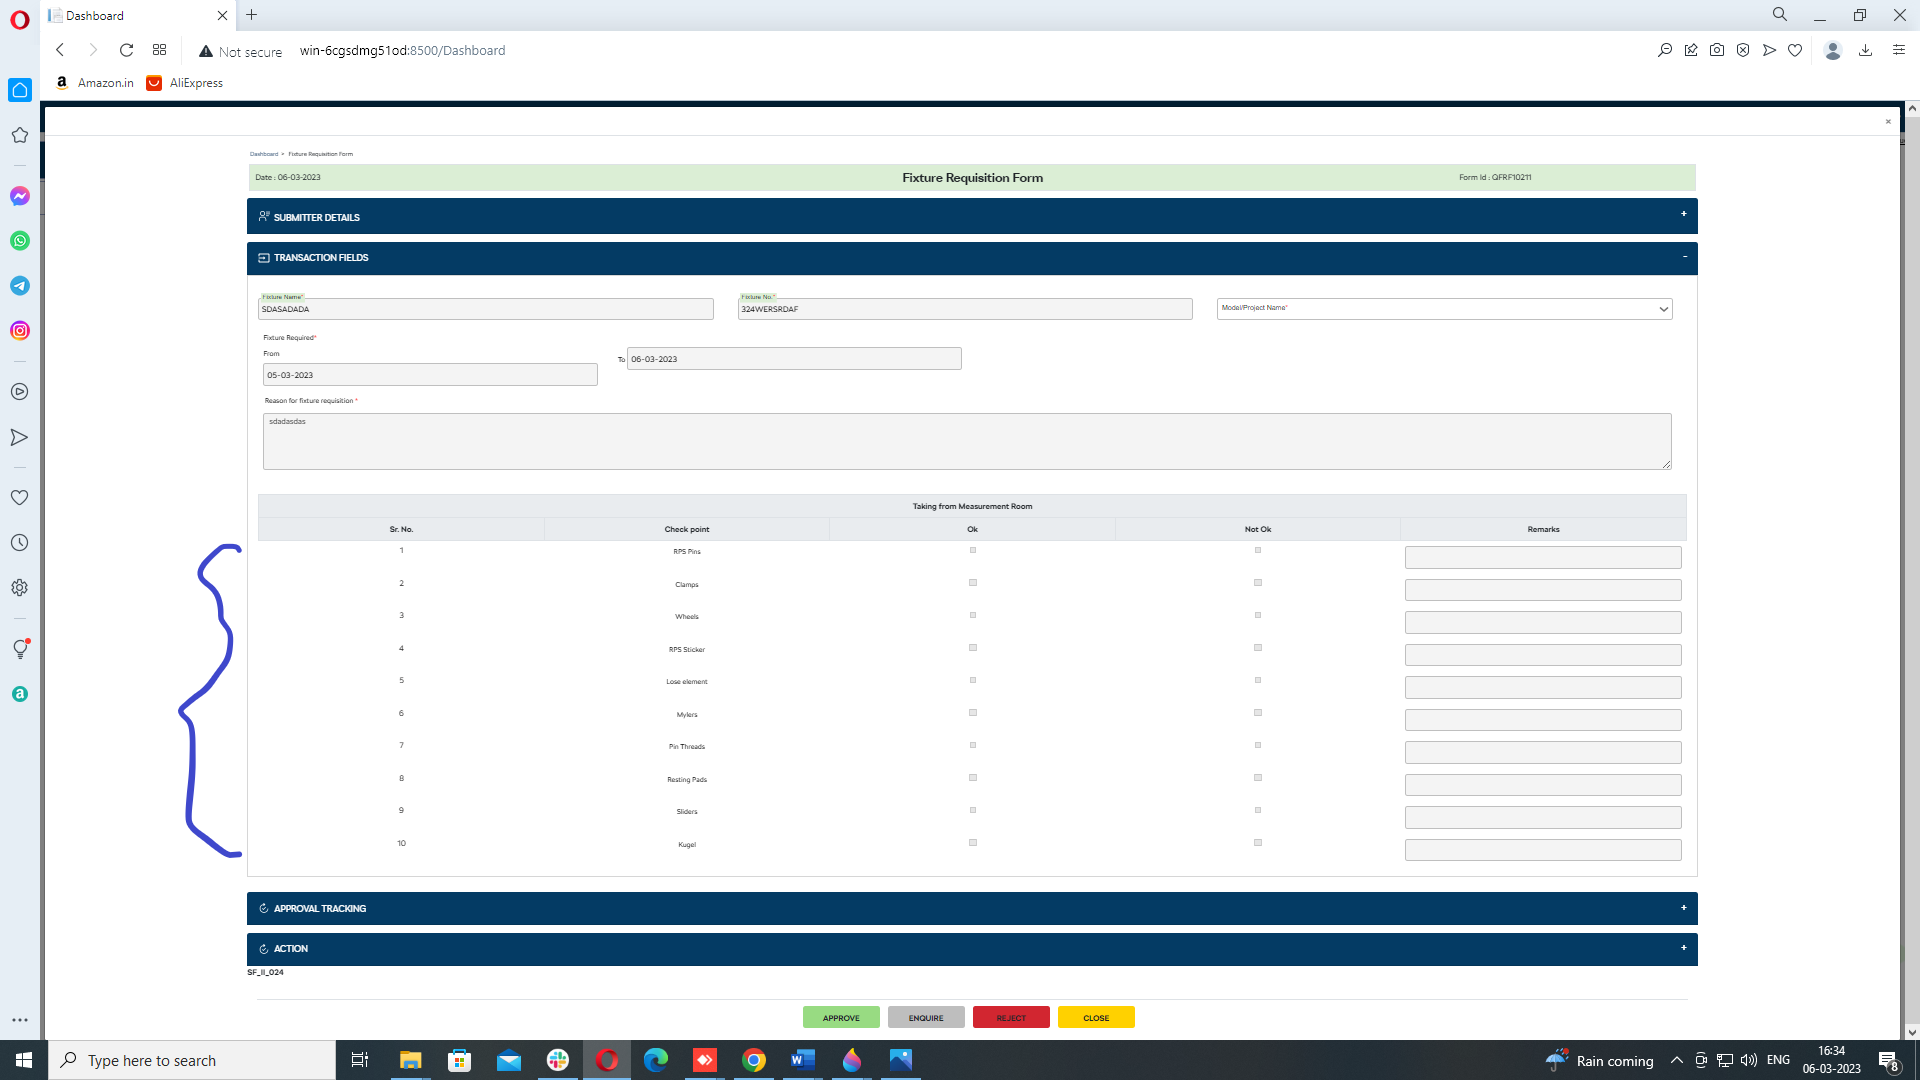 Dashboard
Not secure
win-6cgsdmg51od:8500/Dashboard
Amazon.in
AliExpress
Dashboard > Fixture Requisition Form
Date : 06-03-2023
Fixture Requisition Form
Form Id : QFRF10211
SUBMITTER DETAILS
+
TRANSACTION FIELDS
-
Fixture Name*
SDASADADA
Fixture No.*
324WERSRDAF
Model/Project Name*
Fixture Required*
From
05-03-2023
To 06-03-2023
Reason for fixture requisition *
sdadasdas
Taking from Measurement Room
Sr. No. Check point Ok Not Ok Remarks
1 RPS Pins
2 Clamps
3 Wheels
4 RPS Sticker
5 Lose element
6 Mylers
7 Pin Threads
8 Resting Pads
9 Sliders
10 Kugel
APPROVAL TRACKING
+
ACTION
+
SF_II_024
APPROVE ENQUIRE REJECT CLOSE
Type here to search
Rain coming
ENG
16:34
06-03-2023
8